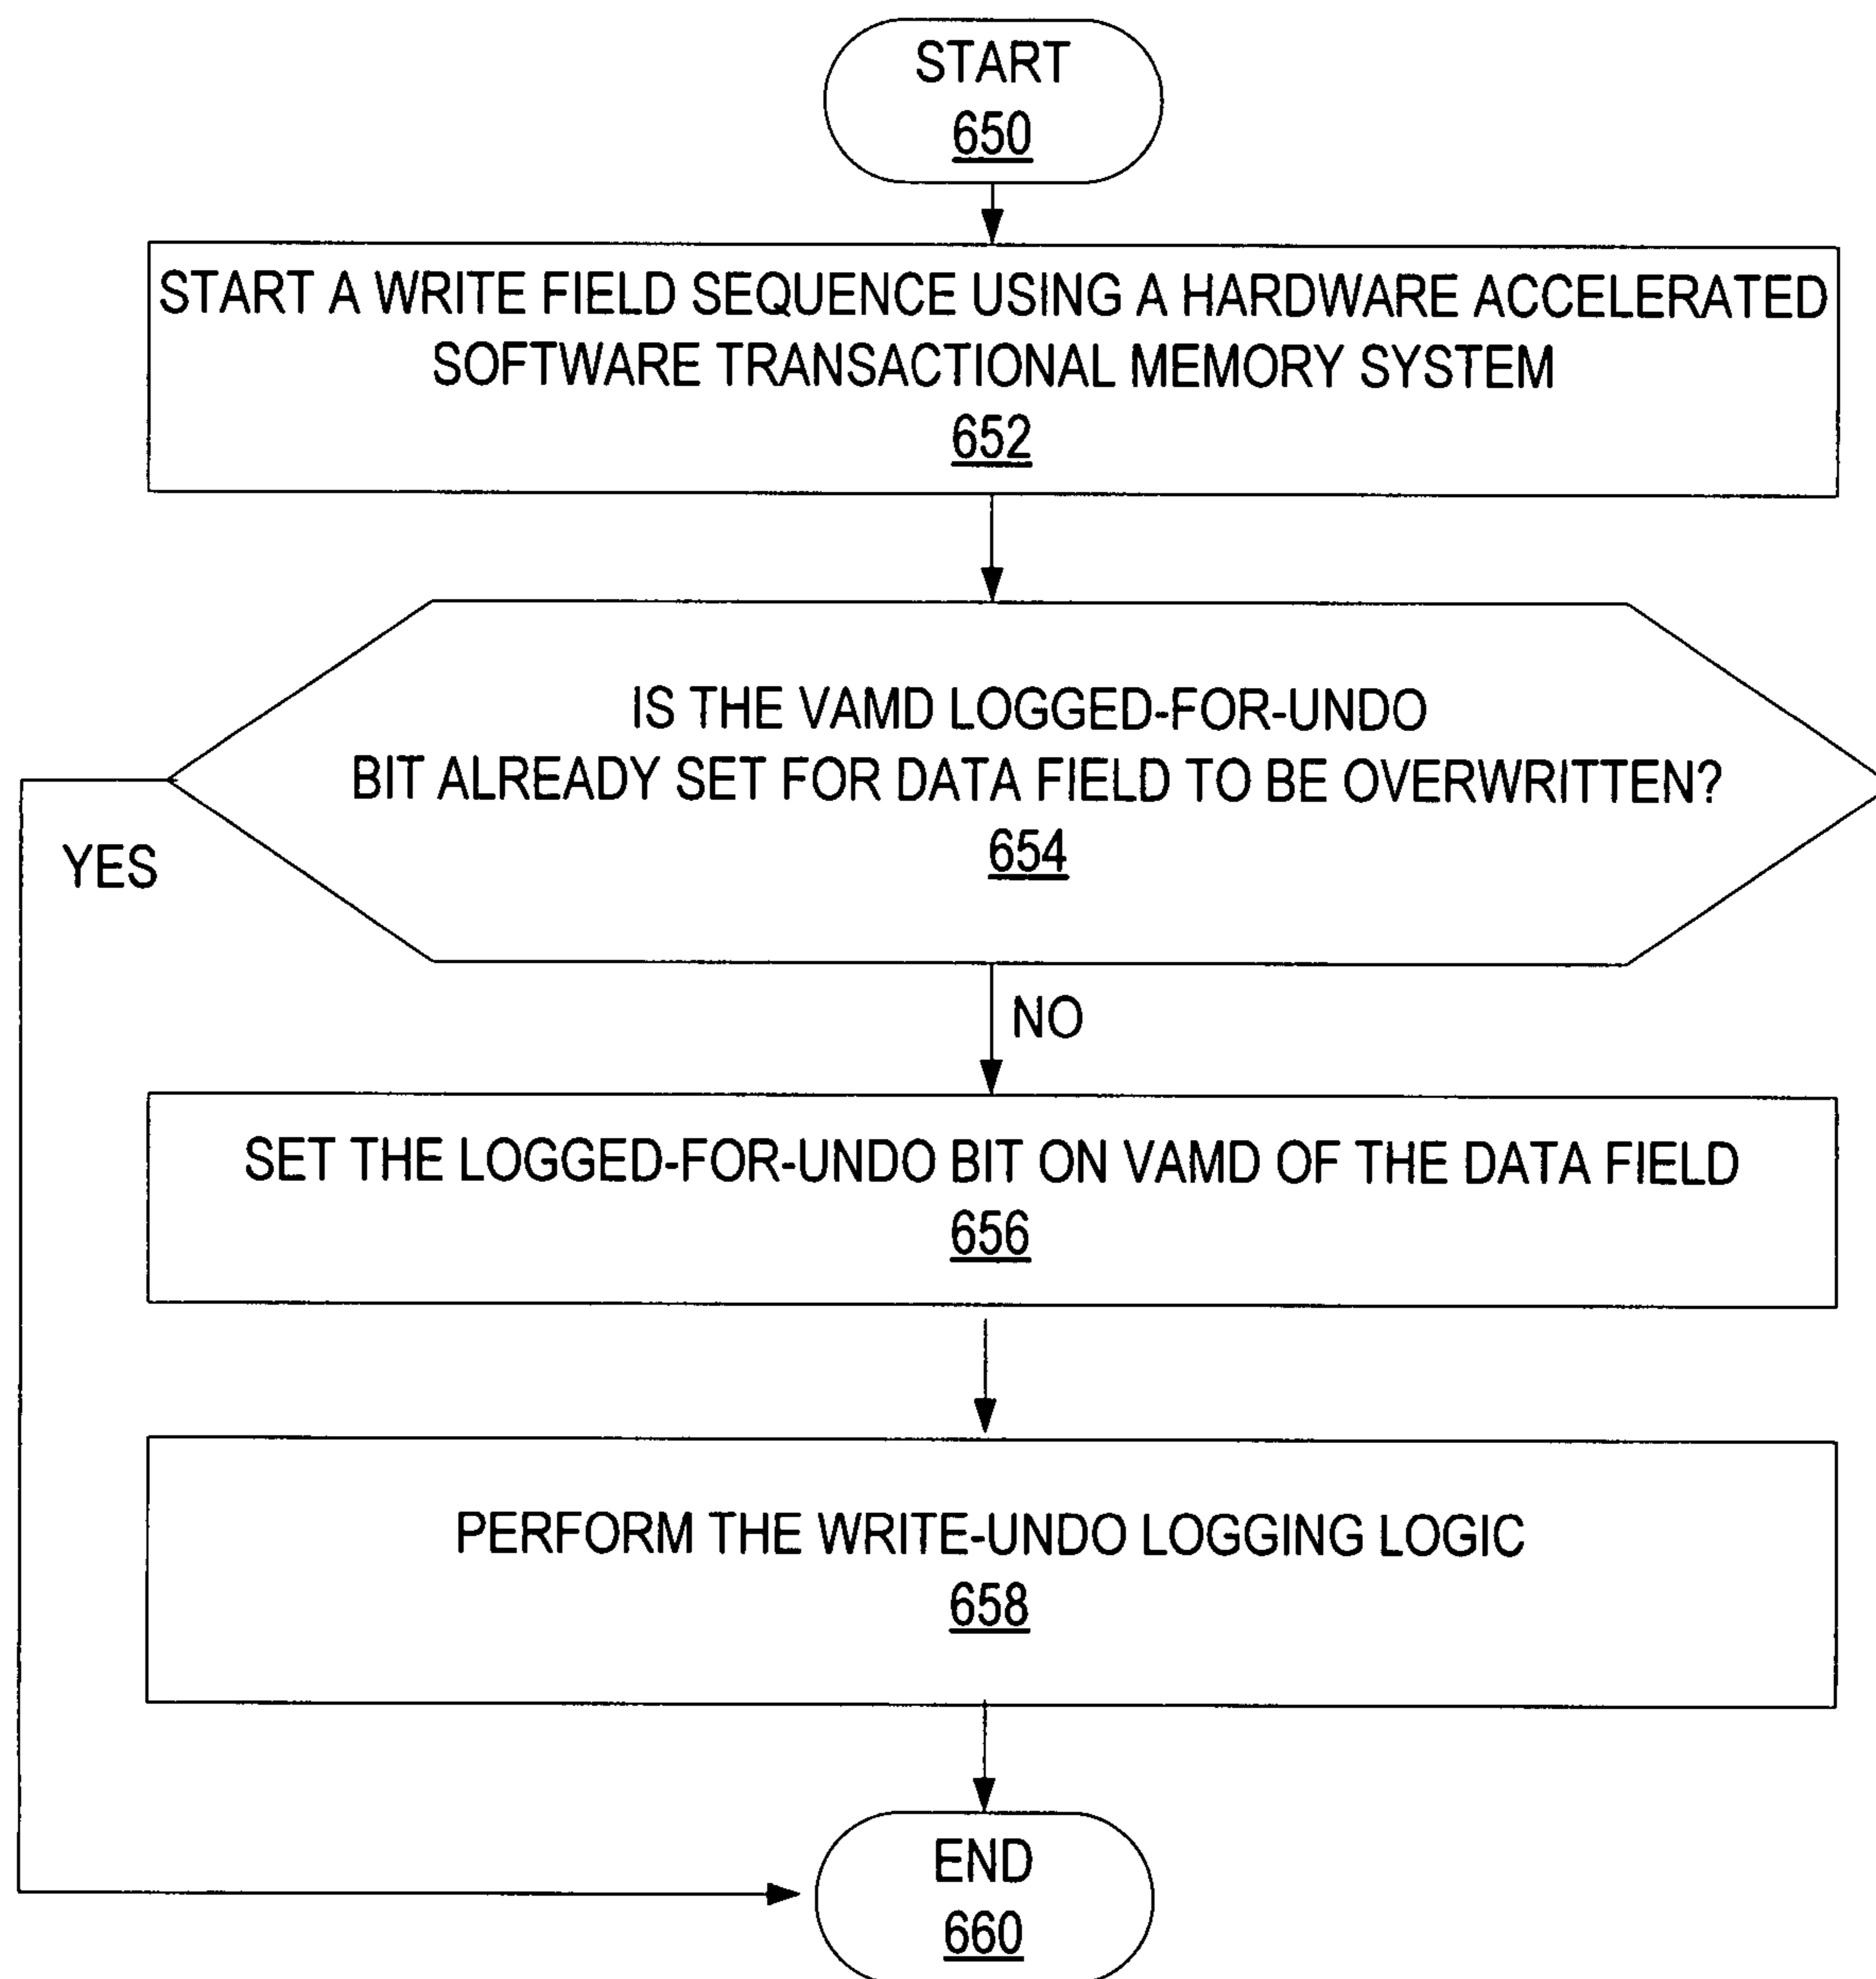 START
650
START A WRITE FIELD SEQUENCE USING A HARDWARE ACCELERATED
SOFTWARE TRANSACTIONAL MEMORY SYSTEM
652
IS THE VAMD LOGGED-FOR-UNDO
BIT ALREADY SET FOR DATA FIELD TO BE OVERWRITTEN?
654
YES
NO
SET THE LOGGED-FOR-UNDO BIT ON VAMD OF THE DATA FIELD
656
PERFORM THE WRITE-UNDO LOGGING LOGIC
658
END
660